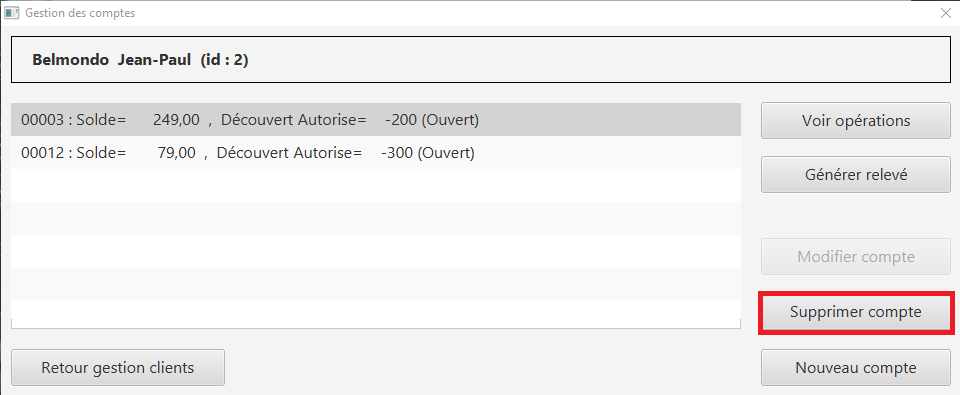 Gestion des comptes
Belmondo Jean-Paul (id : 2)
00003 : Solde= 249,00 , Découvert Autorise= -200 (Ouvert)
00012 : Solde= 79,00 , Découvert Autorise= -300 (Ouvert)
Voir opérations
Générer relevé
Modifier compte
Supprimer compte
Retour gestion clients
Nouveau compte